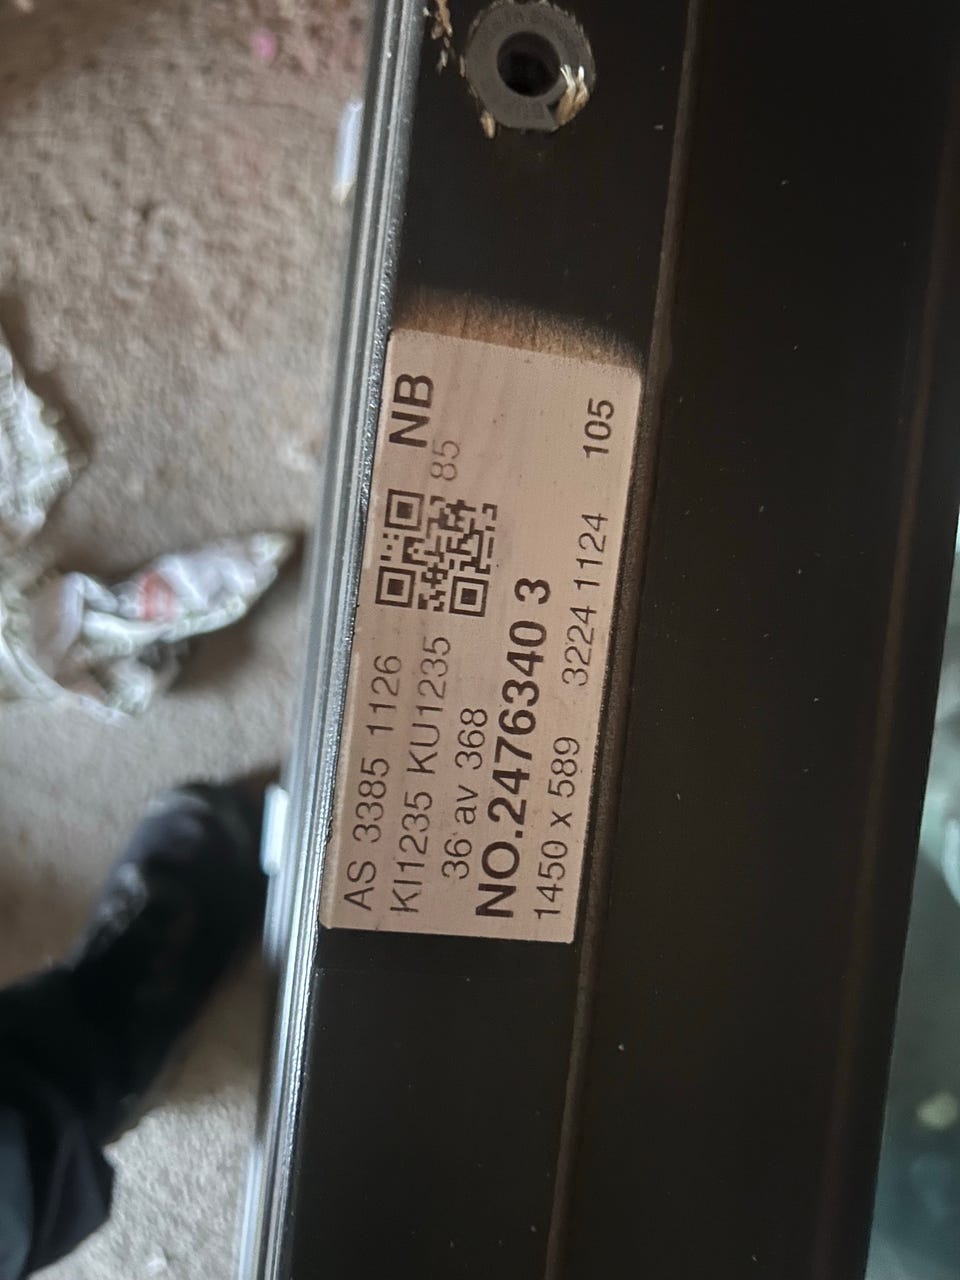 AS 3385 1126 NB
KI1235 KU1235 85
36 av 368
NO.2476340 3
1450 x 589 3224 1124 105